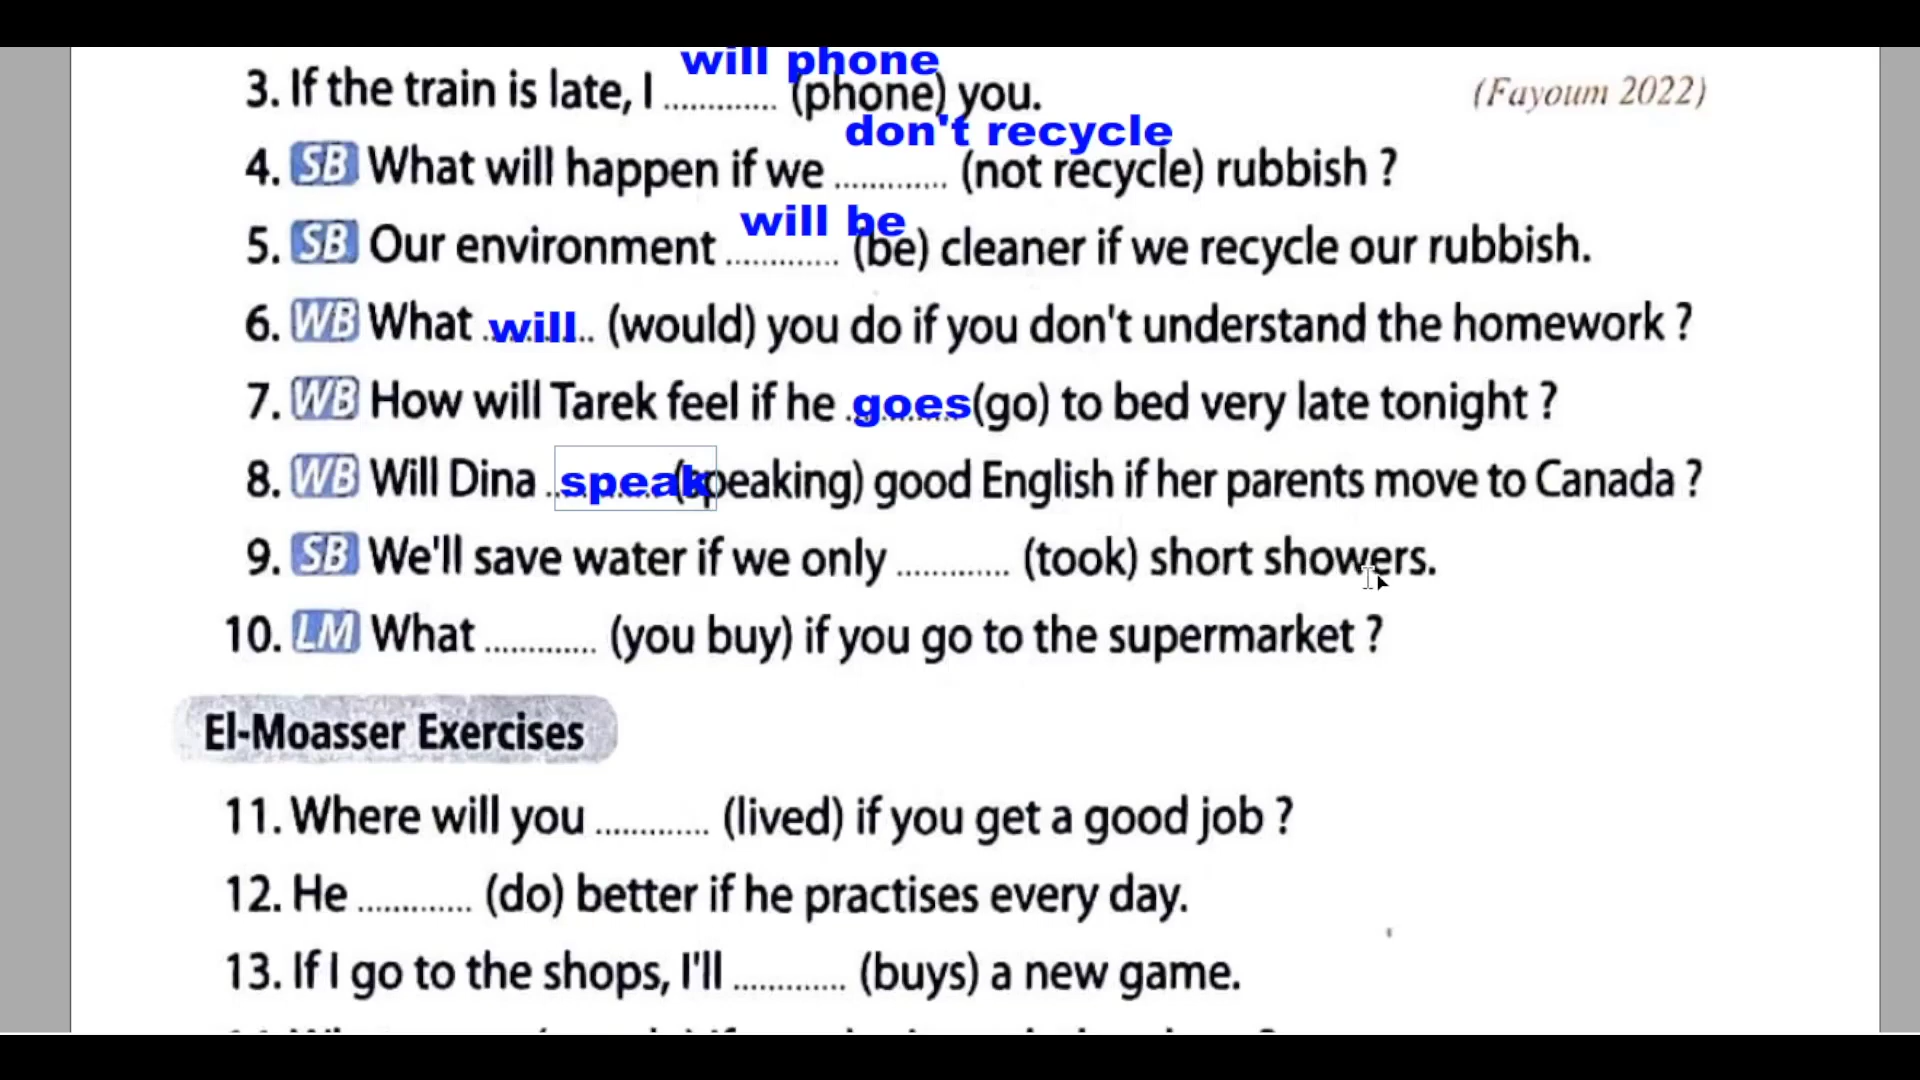 will phone
3. If the train is late, I ............. (phone) you. (Fayoum 2022)
don't recycle
4. SB What will happen if we ............. (not recycle) rubbish ?
will be
5. SB Our environment ............. (be) cleaner if we recycle our rubbish.
6. WB What will (would) you do if you don't understand the homework ?
7. WB How will Tarek feel if he goes (go) to bed very late tonight ?
8. WB Will Dina speak (speaking) good English if her parents move to Canada ?
9. SB We'll save water if we only ............. (took) short showers.
10. LM What ............. (you buy) if you go to the supermarket ?
El-Moasser Exercises
11. Where will you ............. (lived) if you get a good job ?
12. He ............. (do) better if he practises every day.
13. If I go to the shops, I'll ............. (buys) a new game.